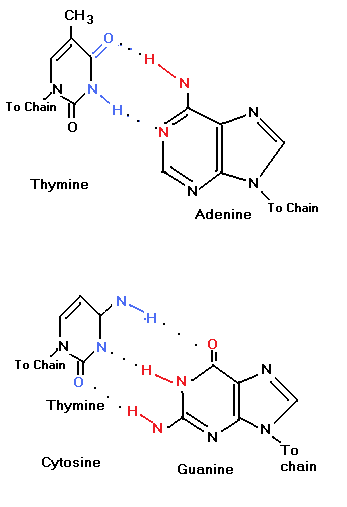 CH3
O H
N
N N H N N
To Chain
O N N
Thymine To Chain
Adenine
N H
O
To Chain N N H N N
O
Thymine H N N N
To
chain
Cytosine Guanine